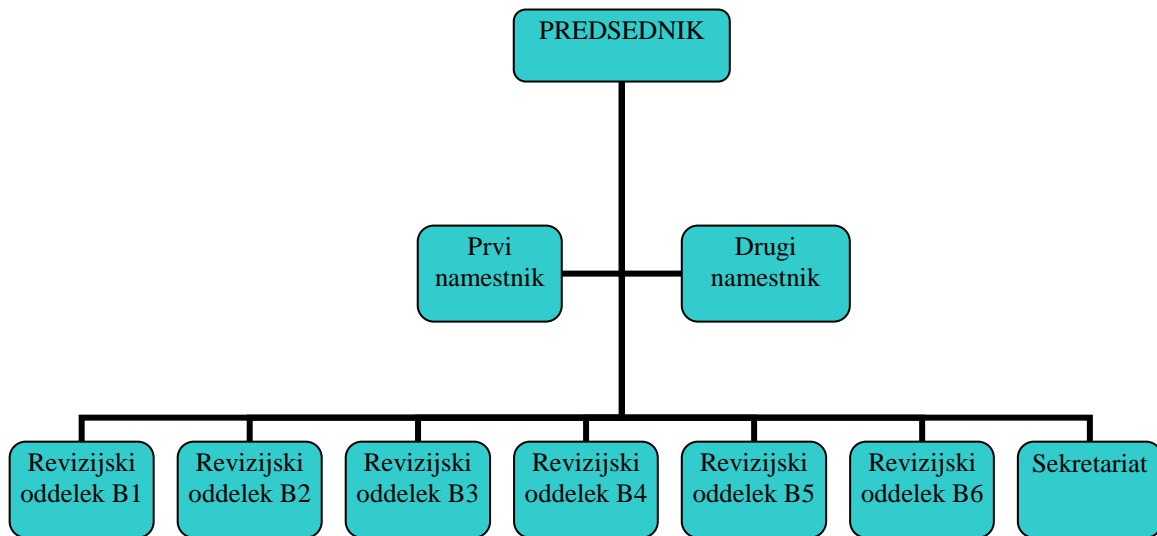 PREDSEDNIK
Prvi
namestnik
Drugi
namestnik
Revizijski
oddelek B1
Revizijski
oddelek B2
Revizijski
oddelek B3
Revizijski
oddelek B4
Revizijski
oddelek B5
Revizijski
oddelek B6
Sekretariat